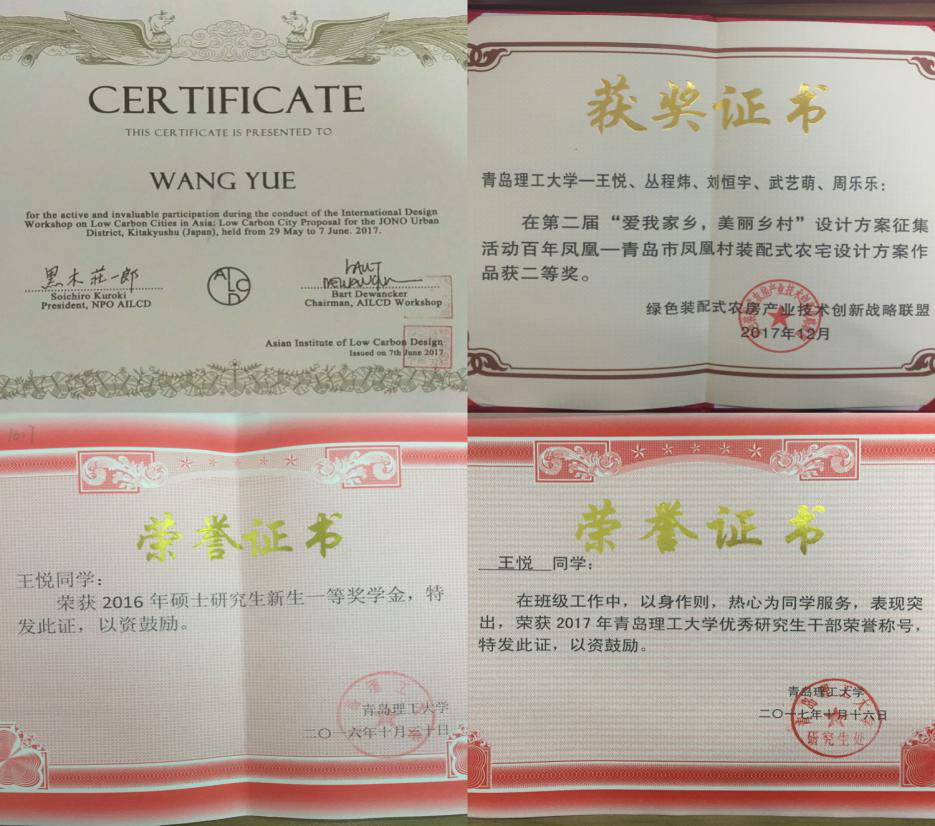 CERTIFICATE
THIS CERTIFICATE IS PRESENTED TO
WANG YUE
for the active and invaluable participation during the conduct of the International Design
Workshop on Low Carbon Cities in Asia: Low Carbon City Proposal for the JONO Urban
District, Kitakyushu (Japan), held from 29 May to 7 June. 2017.
黒木荘一郎
Soichiro Kuroki
President, NPO AILCD
AILCD
BART
DEWANCKER
Bart Dewancker
Chairman, AILCD Workshop
Asian Institute of Low Carbon Design
Issued on 7th June 2017
获奖证书
青岛理工大学—王悦、丛程炜、刘恒宇、武艺萌、周乐乐:
在第二届“爱我家乡，美丽乡村”设计方案征集
活动百年凤凰—青岛市凤凰村装配式农宅设计方案作
品获二等奖。
绿色装配式农房产业技术创新战略联盟
2017年12月
荣誉证书
王悦同学:
荣获 2016 年硕士研究生新生一等奖学金，特
发此证，以资鼓励。
青岛理工大学
二〇一六年十月三十日
荣誉证书
王悦 同学:
在班级工作中，以身作则，热心为同学服务，表现突
出，荣获 2017 年青岛理工大学优秀研究生干部荣誉称号，
特发此证，以资鼓励。
青岛理工大学
二〇一七年十月十六日
青岛理工大学
研究生处